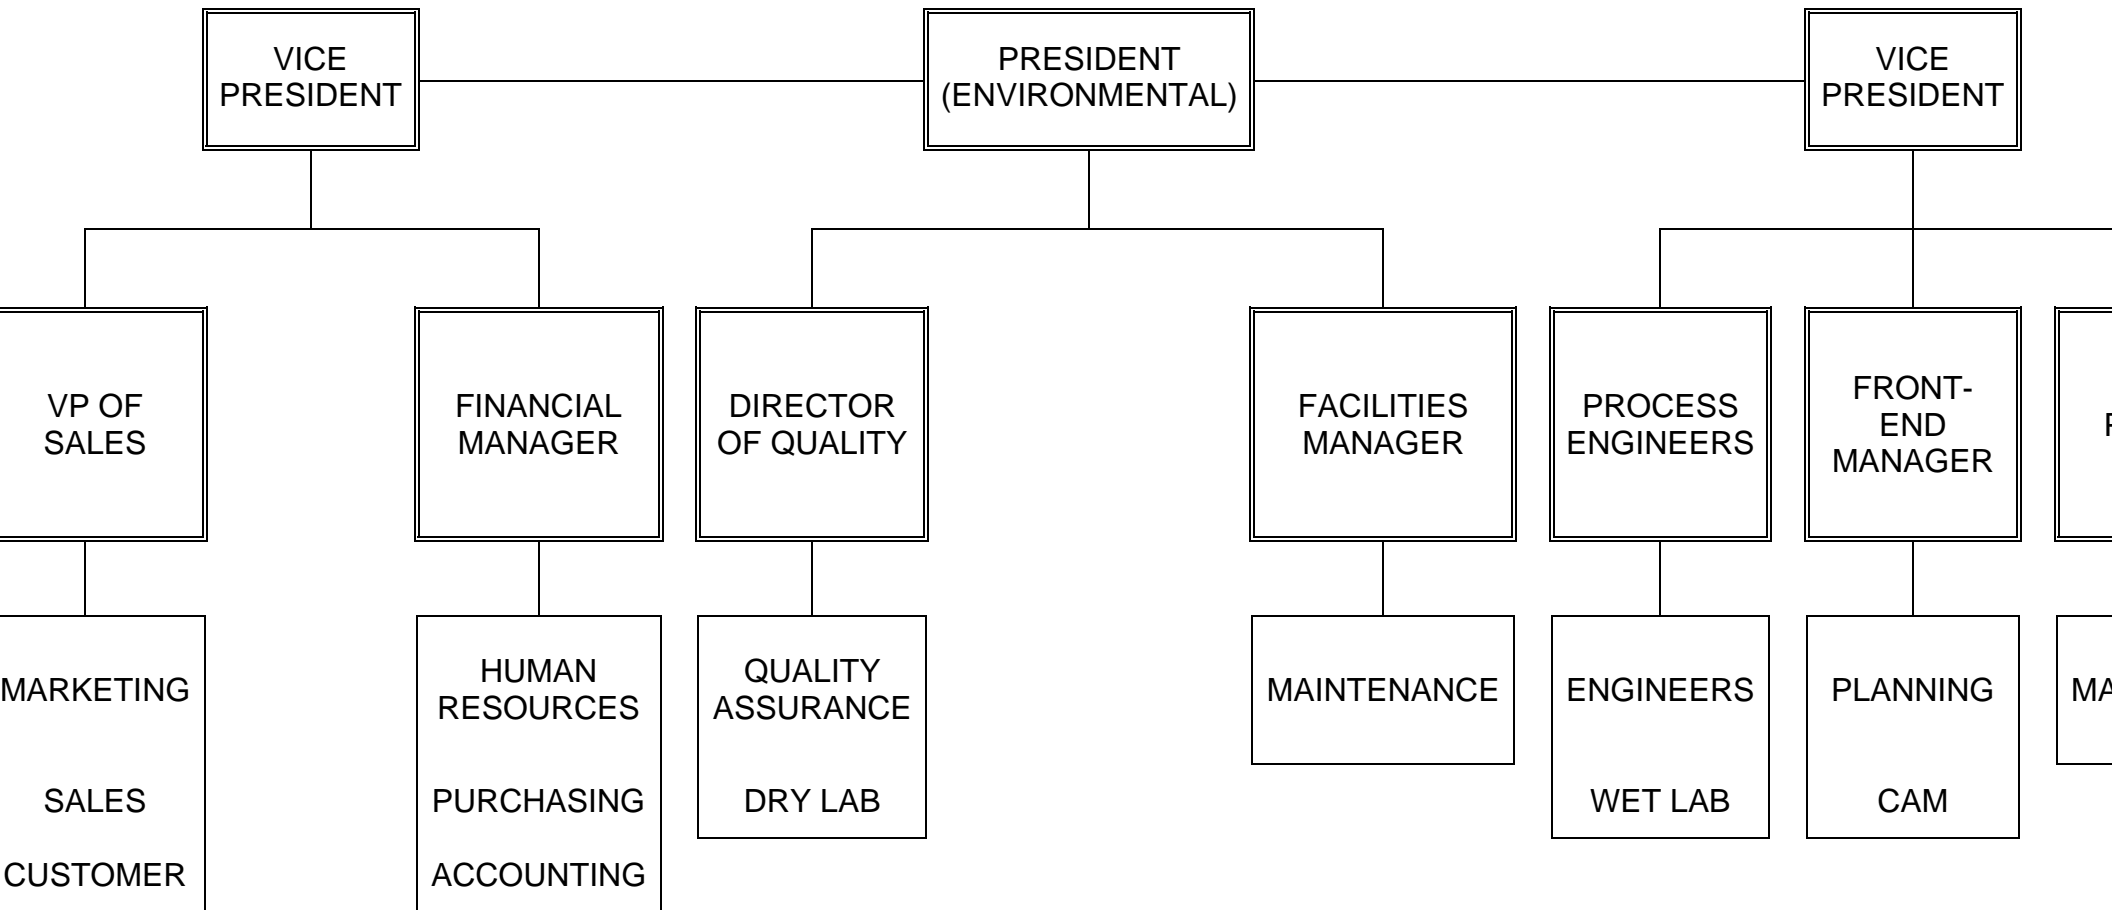 VICE
PRESIDENT
PRESIDENT
(ENVIRONMENTAL)
VICE
PRESIDENT
VP OF
SALES
FINANCIAL
MANAGER
DIRECTOR
OF QUALITY
FACILITIES
MANAGER
PROCESS
ENGINEERS
FRONT-
END
MANAGER
MARKETING
SALES
CUSTOMER
HUMAN
RESOURCES
PURCHASING
ACCOUNTING
QUALITY
ASSURANCE
DRY LAB
MAINTENANCE
ENGINEERS
WET LAB
PLANNING
CAM